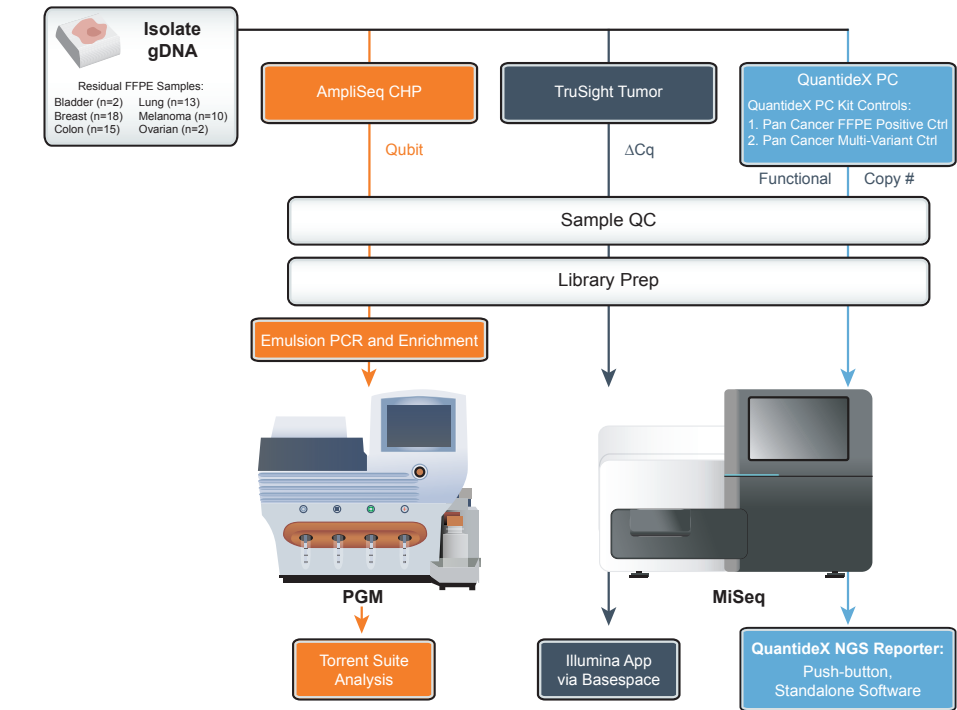 Isolate
gDNA
Residual FFPE Samples:
Bladder (n=2) Lung (n=13)
Breast (n=18) Melanoma (n=10)
Colon (n=15) Ovarian (n=2)
AmpliSeq CHP
TruSight Tumor
QuantideX PC
QuantideX PC Kit Controls:
1. Pan Cancer FFPE Positive Ctrl
2. Pan Cancer Multi-Variant Ctrl
Qubit
ΔCq
Functional
Copy #
Sample QC
Library Prep
Emulsion PCR and Enrichment
PGM
MiSeq
Torrent Suite
Analysis
Illumina App
via Basespace
QuantideX NGS Reporter:
Push-button,
Standalone Software